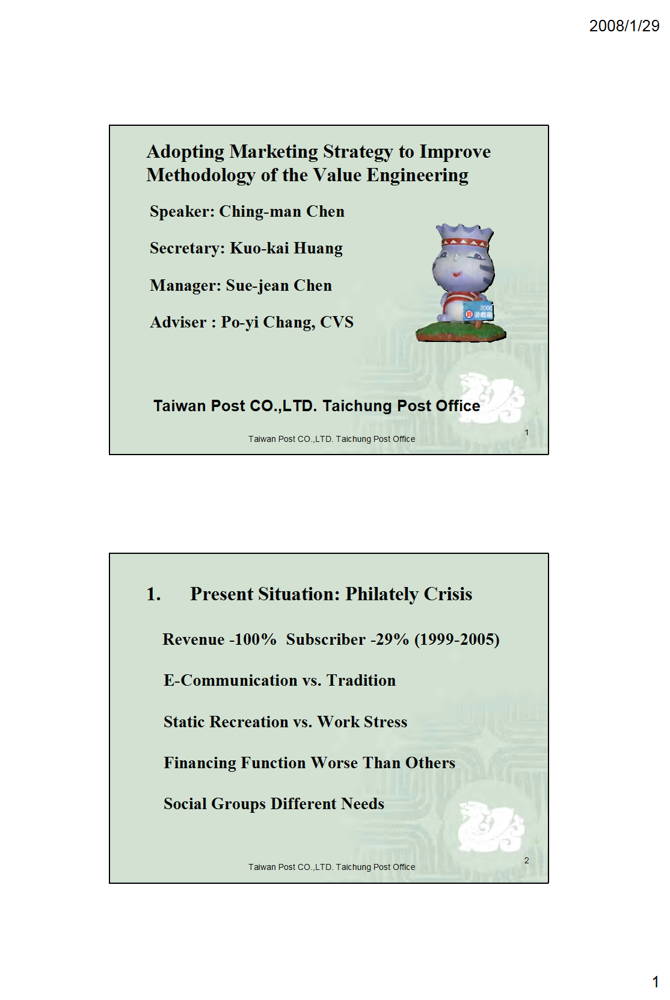 2008/1/29
Adopting Marketing Strategy to Improve
Methodology of the Value Engineering
Speaker: Ching-man Chen
Secretary: Kuo-kai Huang
Manager: Sue-jean Chen
Adviser : Po-yi Chang, CVS
2006
Taiwan Post CO.,LTD. Taichung Post Office
Taiwan Post CO.,LTD. Taichung Post Office
1
1. Present Situation: Philately Crisis
Revenue -100% Subscriber -29% (1999-2005)
E-Communication vs. Tradition
Static Recreation vs. Work Stress
Financing Function Worse Than Others
Social Groups Different Needs
Taiwan Post CO.,LTD. Taichung Post Office
2
1